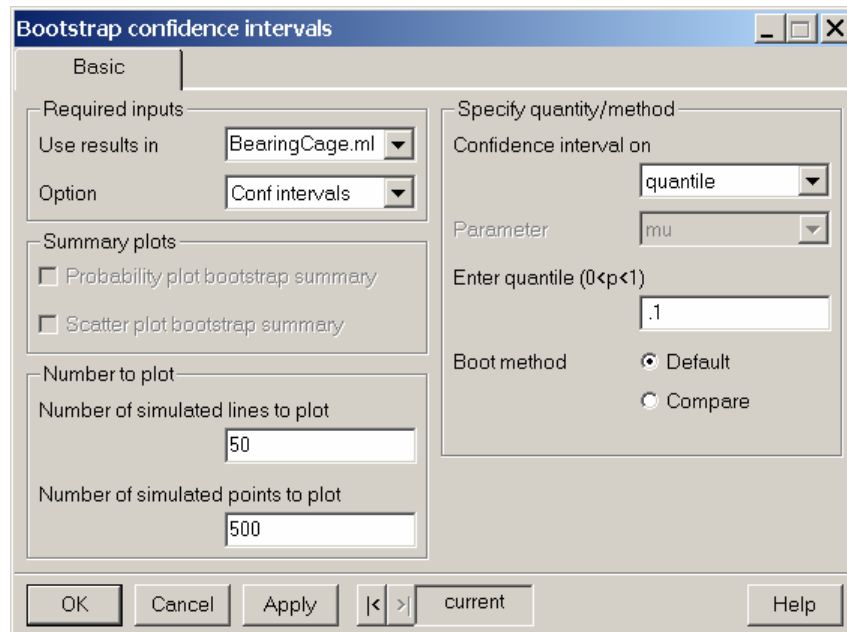 Bootstrap confidence intervals
Basic
Required inputs
Use results in
BearingCage.ml
Option
Conf intervals
Summary plots
Probability plot bootstrap summary
Scatter plot bootstrap summary
Number to plot
Number of simulated lines to plot
50
Number of simulated points to plot
500
Specify quantity/method
Confidence interval on
quantile
Parameter
mu
Enter quantile (0<p<1)
.1
Boot method
Default
Compare
OK
Cancel
Apply
|<
>|
current
Help